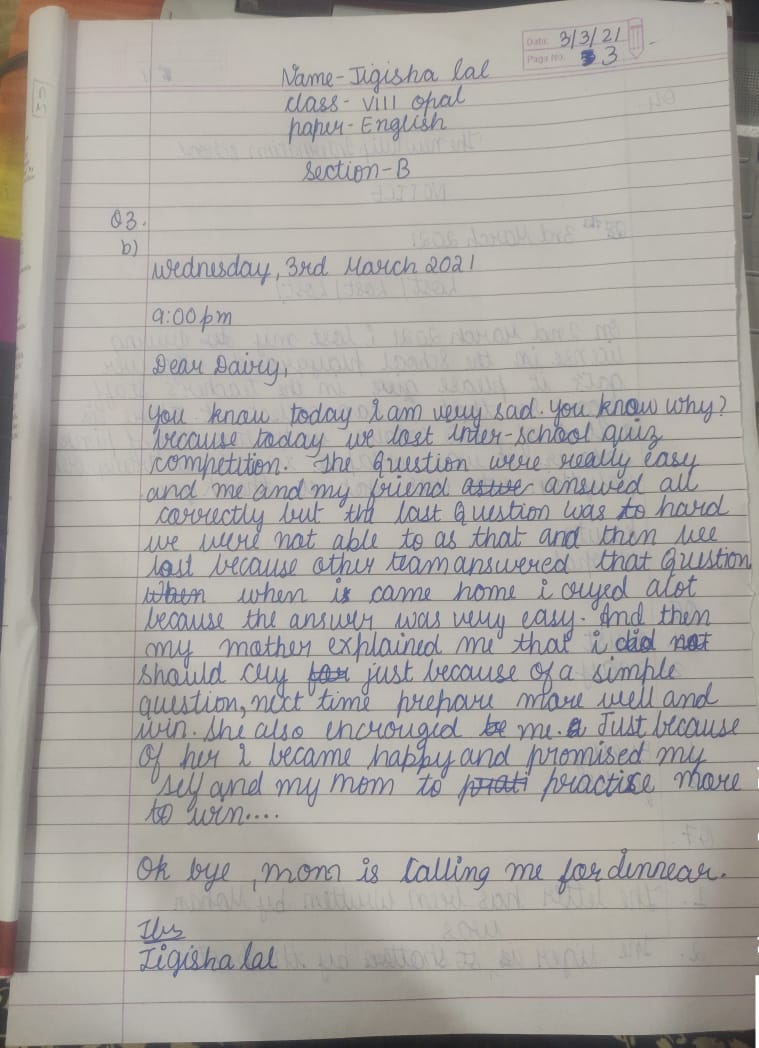 Date: 3/3/21
Page No. 3
Name-Jigisha lal
class- VIII opal
paper- English
Section-B
Q3.
b)
Wednesday, 3rd March 2021
9:00pm
Dear Dairy,
You know today I am very sad. You know why?
because today we lost Inter-school quiz
competition. The Question were really easy
and me and my friend answed all
correctly but the last Question was to hard
we were not able to as that and then wee
lost because other team answered that Question
When when is came home i cryed alot
because the answer was very easy. And then
my mother explained me that i did not
should cry for just because of a simple
question, next time prepare more well and
win. She also encrouged be me. Just because
of her I became happy and promised my
self and my mom to prati practise more
to win....
Ok bye, mom is calling me for dinnear.
Jigisha lal